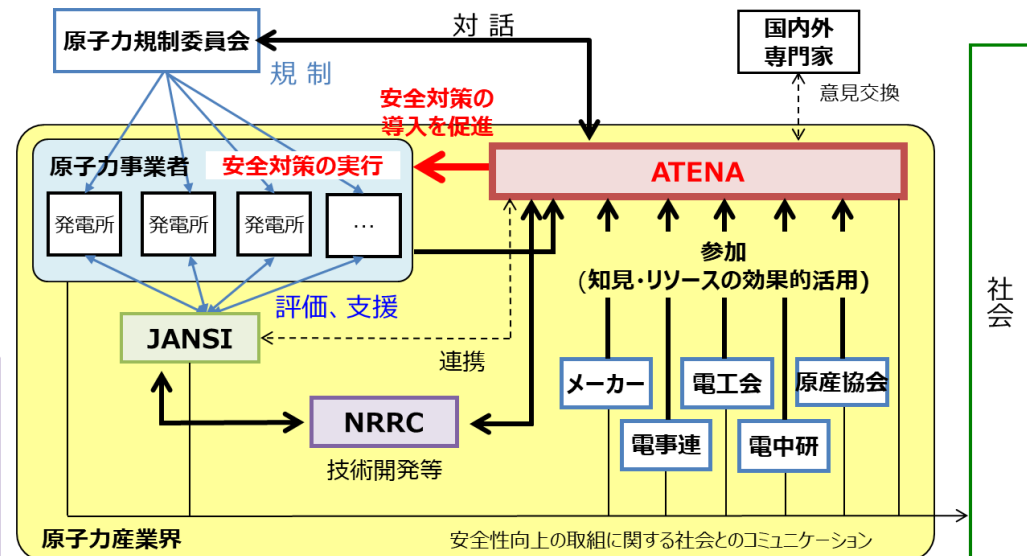 原子力規制委員会
対 話
国内外
専門家
規 制
意見交換
安全対策の
導入を促進
原子力事業者
安全対策の実行
ATENA
発電所
発電所
発電所
…
参加
(知見・リソースの効果的活用)
評価、支援
JANSI
連携
メーカー
電工会
原産協会
NRRC
電事連
電中研
技術開発等
原子力産業界
安全性向上の取組に関する社会とのコミュニケーション
社会